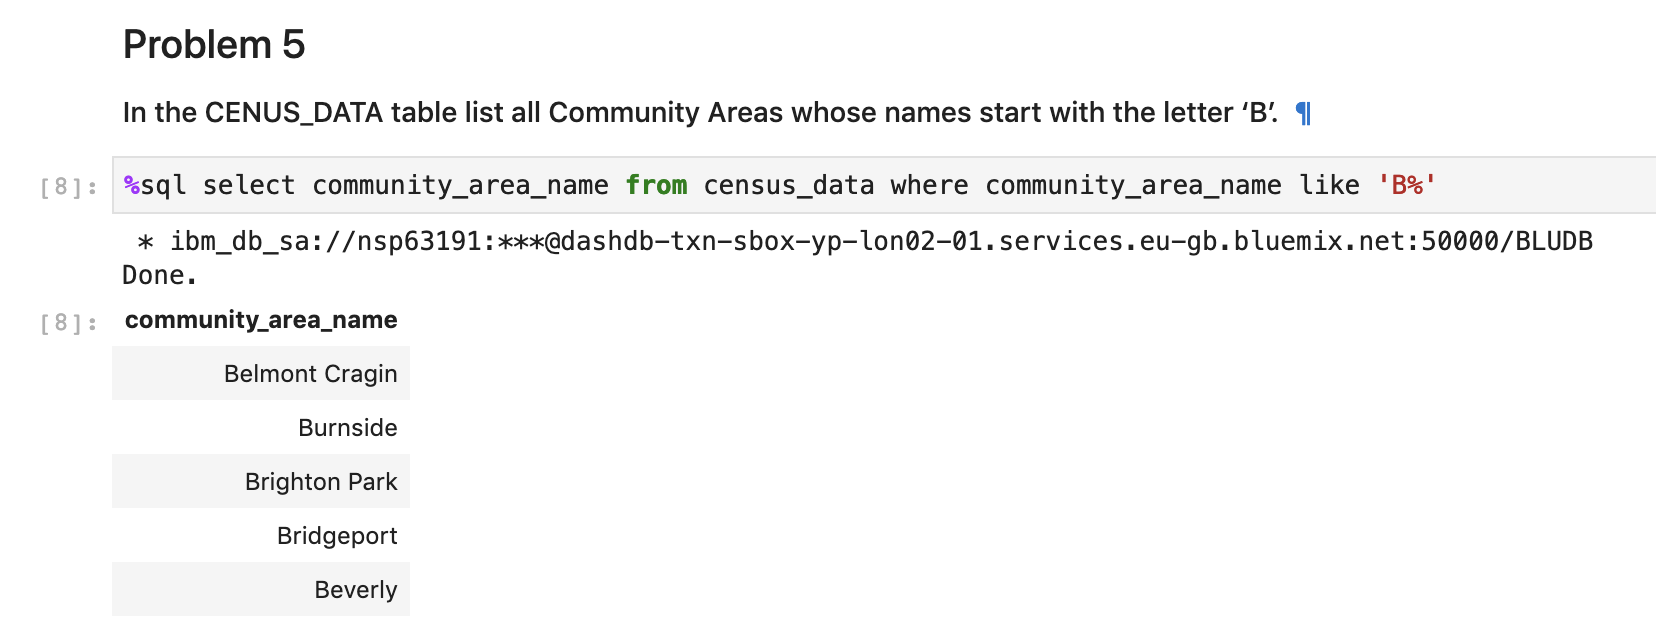 Problem 5
In the CENUS_DATA table list all Community Areas whose names start with the letter ‘B’. ¶
[8]: %sql select community_area_name from census_data where community_area_name like 'B%'
* ibm_db_sa://nsp63191:***@dashdb-txn-sbox-yp-lon02-01.services.eu-gb.bluemix.net:50000/BLUDB
Done.
[8]: community_area_name
Belmont Cragin
Burnside
Brighton Park
Bridgeport
Beverly